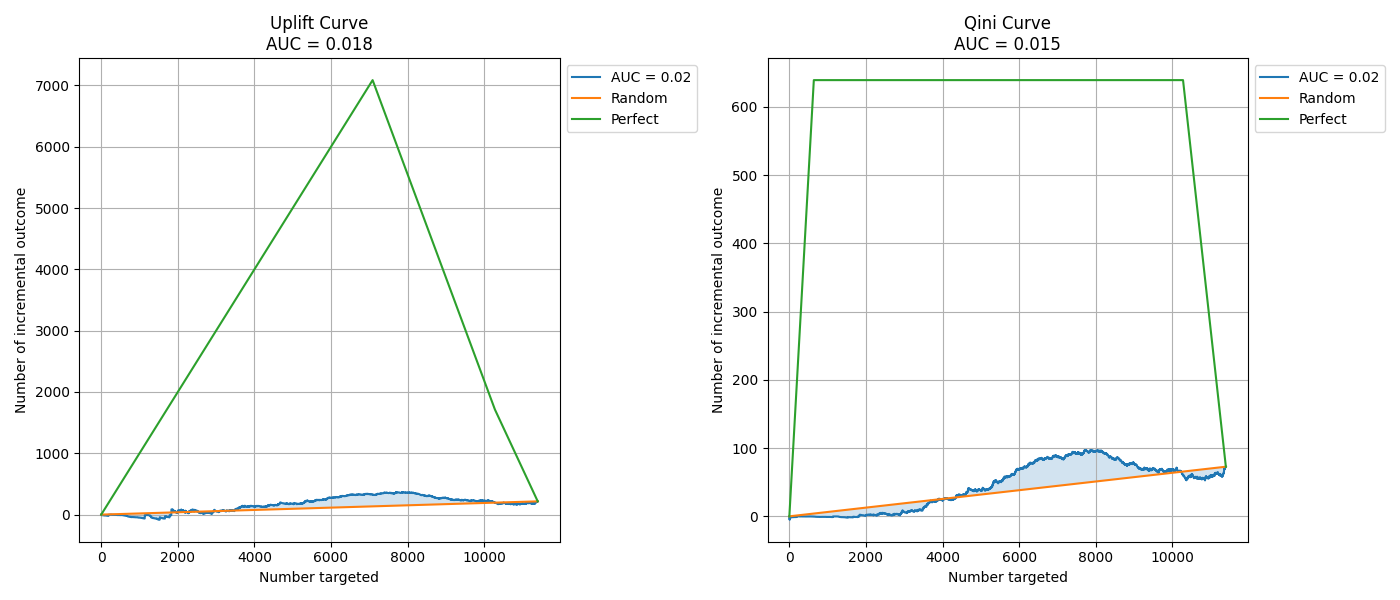 Uplift Curve
AUC = 0.018
Number of incremental outcome
7000
6000
5000
4000
3000
2000
1000
0
0 2000 4000 6000 8000 10000
Number targeted
AUC = 0.02
Random
Perfect
Qini Curve
AUC = 0.015
Number of incremental outcome
600
500
400
300
200
100
0
0 2000 4000 6000 8000 10000
Number targeted
AUC = 0.02
Random
Perfect